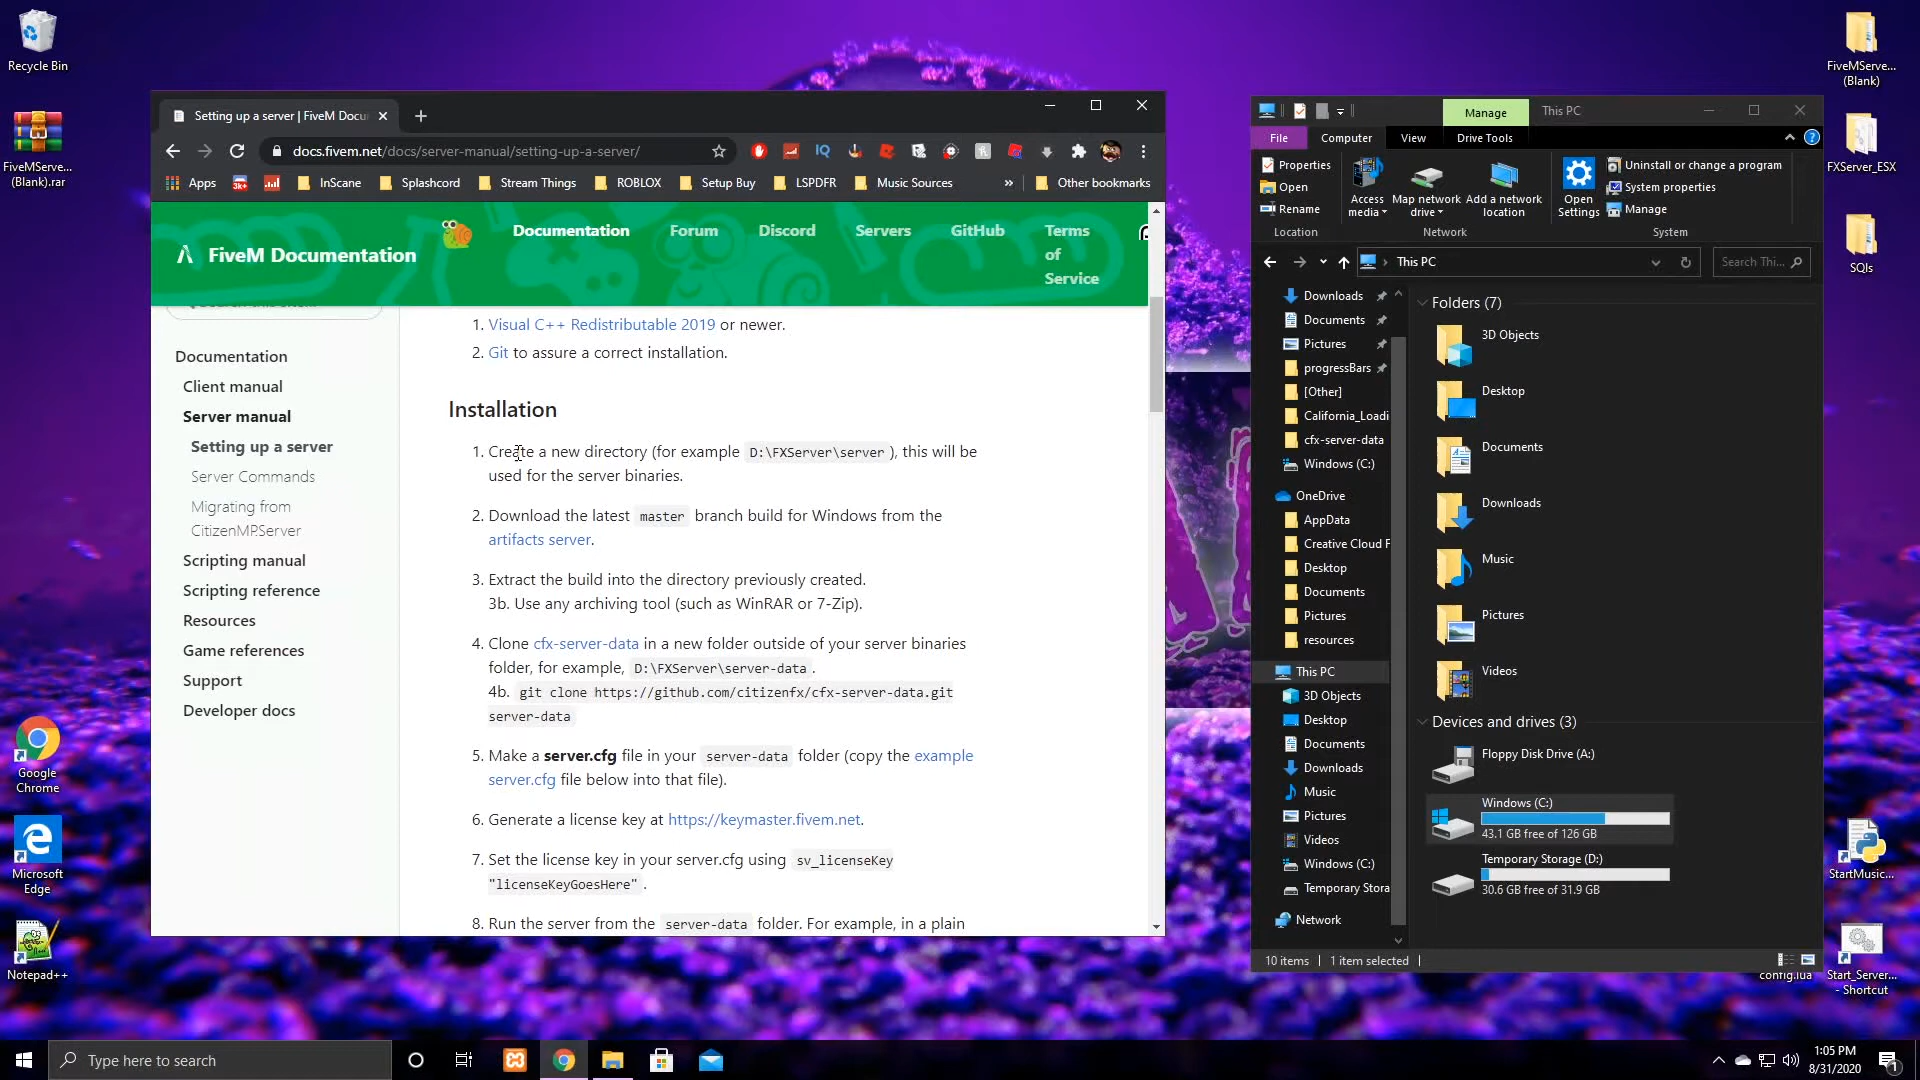 Recycle Bin
FiveMServe...
(Blank).rar
Google
Chrome
Microsoft
Edge
Notepad++
Setting up a server | FiveM Docu
docs.fivem.net/docs/server-manual/setting-up-a-server/
Apps
InScane
Splashcord
Stream Things
ROBLOX
Setup Buy
LSPDFR
Music Sources
»
Other bookmarks
FiveM Documentation
Documentation
Forum
Discord
Servers
GitHub
Terms
of
Service
Documentation
Client manual
Server manual
Setting up a server
Server Commands
Migrating from
CitizenMP.Server
Scripting manual
Scripting reference
Resources
Game references
Support
Developer docs
1. Visual C++ Redistributable 2019 or newer.
2. Git to assure a correct installation.
Installation
1. Create a new directory (for example D:\FXServer\server ), this will be
used for the server binaries.
2. Download the latest master branch build for Windows from the
artifacts server.
3. Extract the build into the directory previously created.
3b. Use any archiving tool (such as WinRAR or 7-Zip).
4. Clone cfx-server-data in a new folder outside of your server binaries
folder, for example, D:\FXServer\server-data .
4b. git clone https://github.com/citizenfx/cfx-server-data.git
server-data
5. Make a server.cfg file in your server-data folder (copy the example
server.cfg file below into that file).
6. Generate a license key at https://keymaster.fivem.net.
7. Set the license key in your server.cfg using sv_licenseKey
"licenseKeyGoesHere" .
8. Run the server from the server-data folder. For example, in a plain
Manage
This PC
File
Computer
View
Drive Tools
Properties
Open
Rename
Location
Access
media
Map network
drive
Add a network
location
Network
Open
Settings
Uninstall or change a program
System properties
Manage
System
This PC
Search Thi...
Downloads
Documents
Pictures
progressBars
[Other]
California_Loadi
cfx-server-data
Windows (C:)
OneDrive
AppData
Creative Cloud F
Desktop
Documents
Pictures
resources
This PC
3D Objects
Desktop
Documents
Downloads
Music
Pictures
Videos
Windows (C:)
Temporary Stora
Network
Folders (7)
3D Objects
Desktop
Documents
Downloads
Music
Pictures
Videos
Devices and drives (3)
Floppy Disk Drive (A:)
Windows (C:)
43.1 GB free of 126 GB
Temporary Storage (D:)
30.6 GB free of 31.9 GB
10 items
1 item selected
FiveMServe...
(Blank)
FXServer_ESX
SQls
StartMusic...
config.lua
Start_Server...
- Shortcut
Type here to search
1:05 PM
8/31/2020
1